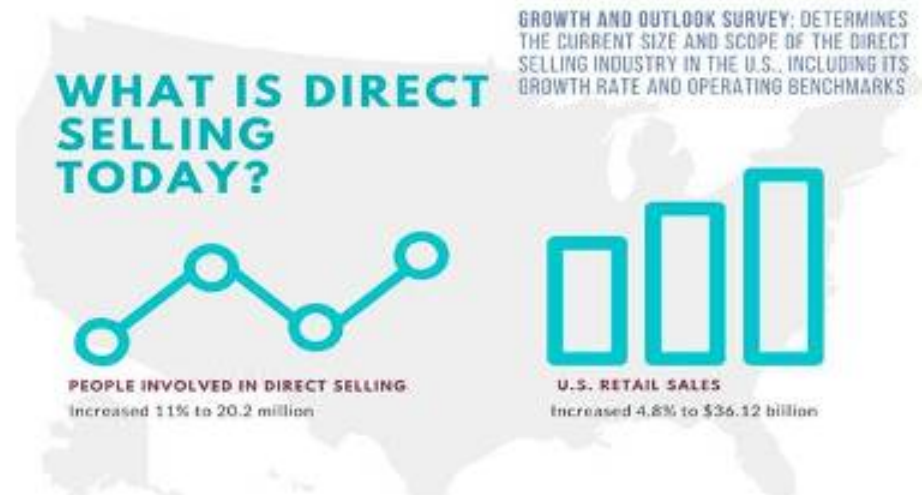 GROWTH AND OUTLOOK SURVEY: DETERMINES
THE CURRENT SIZE AND SCOPE OF THE DIRECT
SELLING INDUSTRY IN THE U.S., INCLUDING ITS
GROWTH RATE AND OPERATING BENCHMARKS
WHAT IS DIRECT
SELLING
TODAY?
PEOPLE INVOLVED IN DIRECT SELLING
Increased 11% to 20.2 million
U.S. RETAIL SALES
Increased 4.8% to $36.12 billion